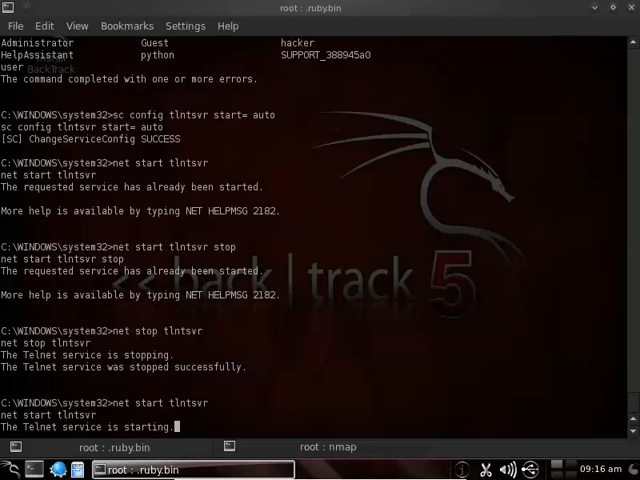 root : .ruby.bin
File Edit View Bookmarks Settings Help
Administrator Guest hacker
HelpAssistant python SUPPORT_388945a0
user
BackTrack
The command completed with one or more errors.
C:\WINDOWS\system32>sc config tlntsvr start= auto
sc config tlntsvr start= auto
[SC] ChangeServiceConfig SUCCESS
C:\WINDOWS\system32>net start tlntsvr
net start tlntsvr
The requested service has already been started.
More help is available by typing NET HELPMSG 2182.
C:\WINDOWS\system32>net start tlntsvr stop
net start tlntsvr stop
The requested service has already been started.
<< back | track 5
More help is available by typing NET HELPMSG 2182.
C:\WINDOWS\system32>net stop tlntsvr
net stop tlntsvr
The Telnet service is stopping.
The Telnet service was stopped successfully.
C:\WINDOWS\system32>net start tlntsvr
net start tlntsvr
The Telnet service is starting.
root : .ruby.bin root : nmap
root : .ruby.bin 09:16 am